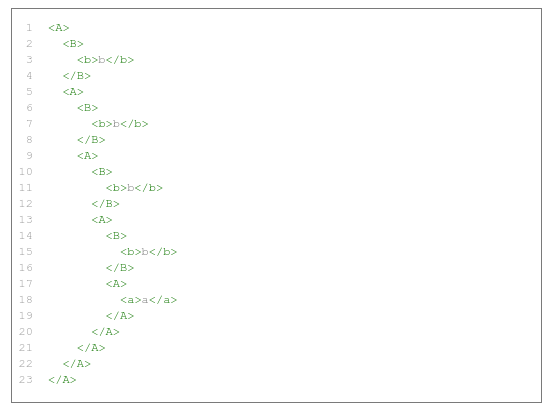 1 <A>
2   <B>
3     <b>b</b>
4   </B>
5   <A>
6     <B>
7       <b>b</b>
8     </B>
9     <A>
10       <B>
11         <b>b</b>
12       </B>
13       <A>
14         <B>
15           <b>b</b>
16         </B>
17         <A>
18           <a>a</a>
19         </A>
20       </A>
21     </A>
22   </A>
23 </A>